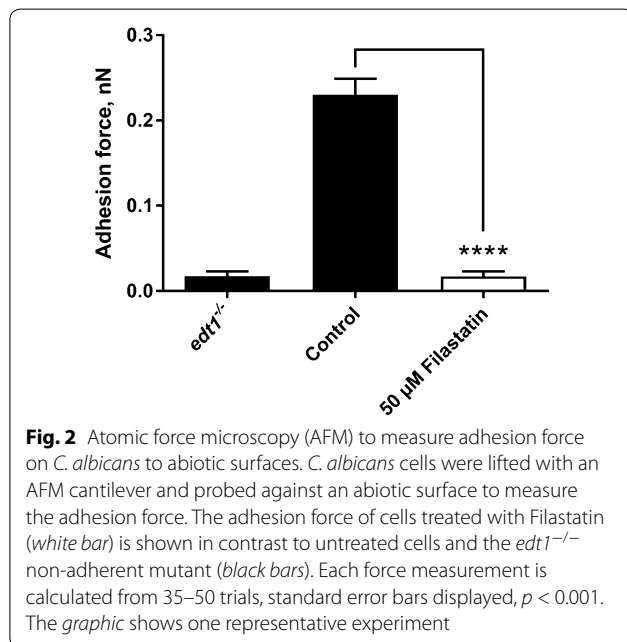 0.3
0.2
0.1
0.0
Adhesion force, nN
****
edt1-/-
Control
50 µM Filastatin
Fig. 2 Atomic force microscopy (AFM) to measure adhesion force
on C. albicans to abiotic surfaces. C. albicans cells were lifted with an
AFM cantilever and probed against an abiotic surface to measure
the adhesion force. The adhesion force of cells treated with Filastatin
(white bar) is shown in contrast to untreated cells and the edt1−/−
non-adherent mutant (black bars). Each force measurement is
calculated from 35–50 trials, standard error bars displayed, p < 0.001.
The graphic shows one representative experiment